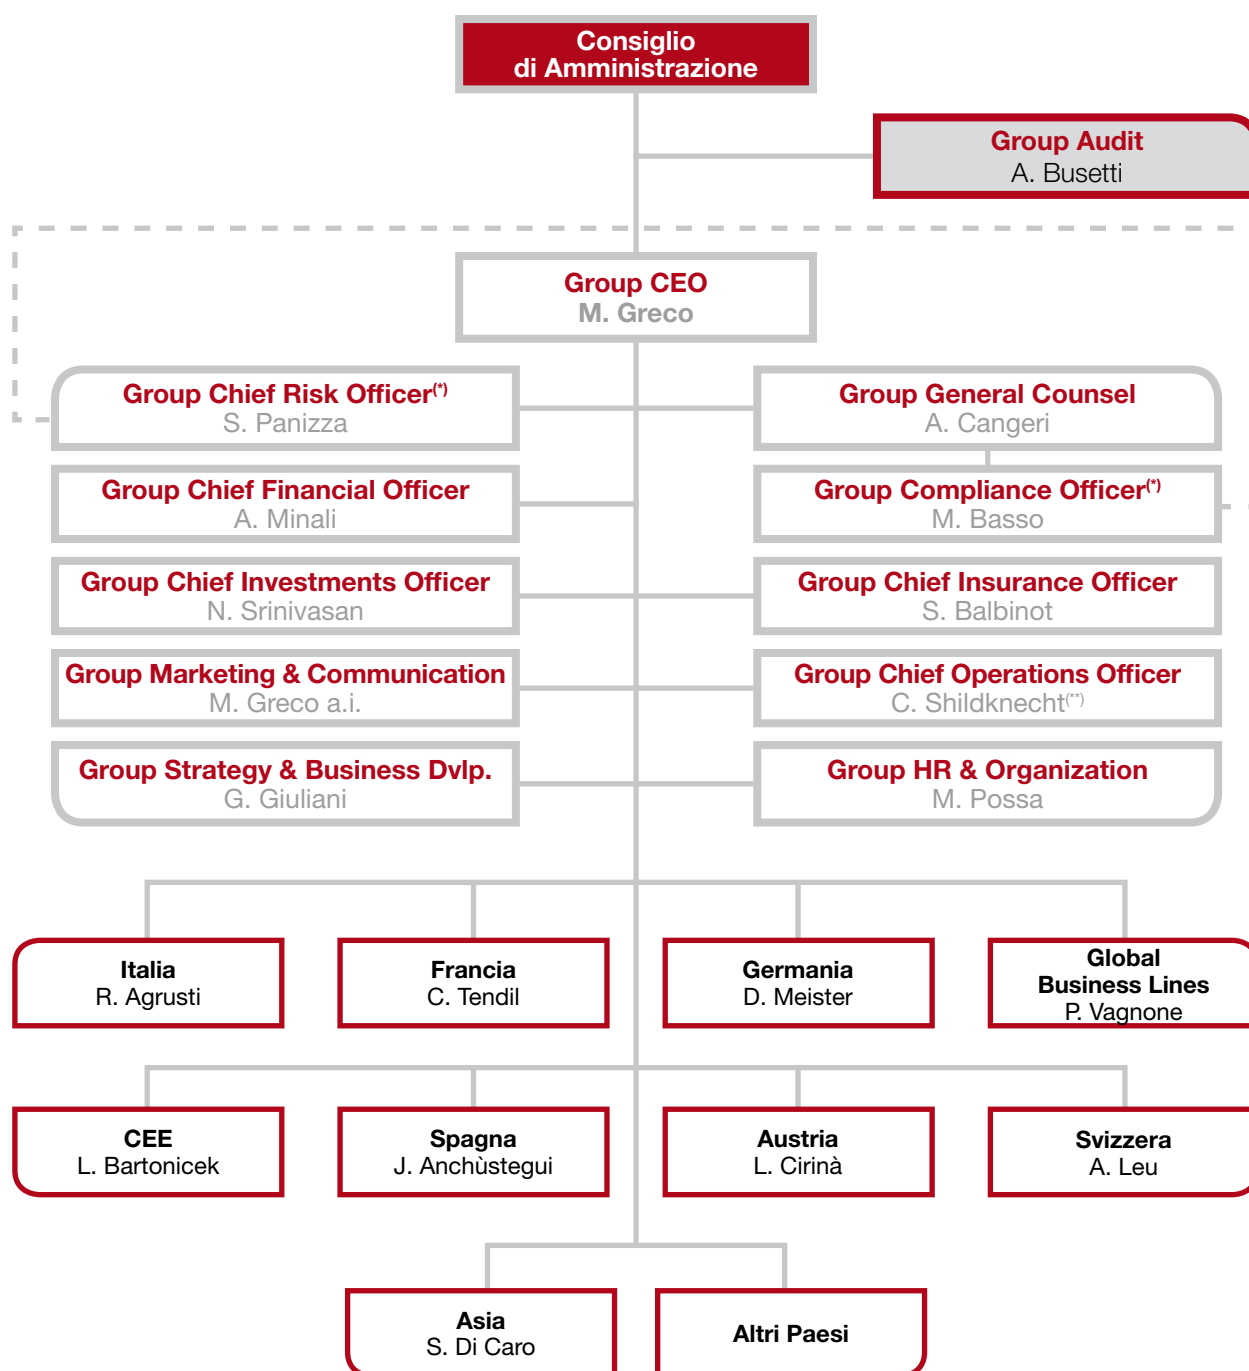 Consiglio
di Amministrazione
Group Audit
A. Busetti
Group CEO
M. Greco
Group Chief Risk Officer(*)
S. Panizza
Group General Counsel
A. Cangeri
Group Chief Financial Officer
A. Minali
Group Compliance Officer(*)
M. Basso
Group Chief Investments Officer
N. Srinivasan
Group Chief Insurance Officer
S. Balbinot
Group Marketing & Communication
M. Greco a.i.
Group Chief Operations Officer
C. Shildknecht(**)
Group Strategy & Business Dvlp.
G. Giuliani
Group HR & Organization
M. Possa
Italia
R. Agrusti
Francia
C. Tendil
Germania
D. Meister
Global
Business Lines
P. Vagnone
CEE
L. Bartonicek
Spagna
J. Anchùstegui
Austria
L. Cirinà
Svizzera
A. Leu
Asia
S. Di Caro
Altri Paesi